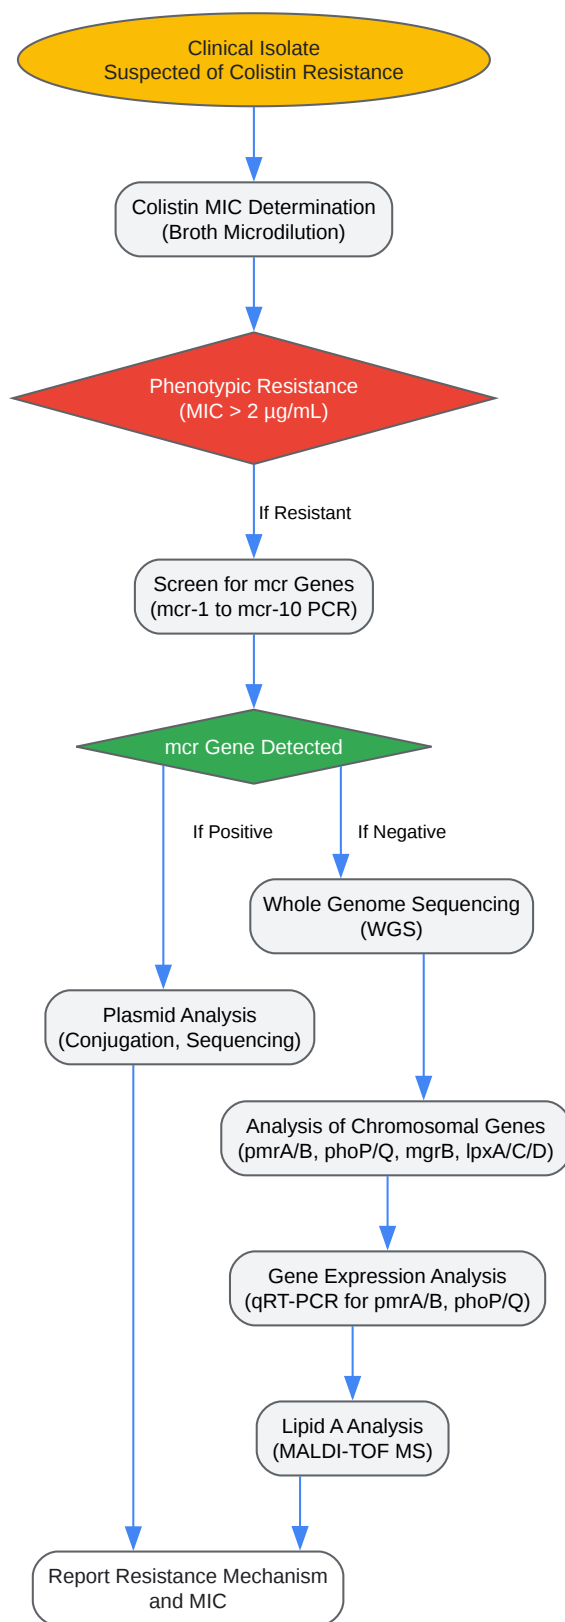 Clinical Isolate
Suspected of Colistin Resistance
Colistin MIC Determination
(Broth Microdilution)
Phenotypic Resistance
(MIC > 2 µg/mL)
If Resistant
Screen for mcr Genes
(mcr-1 to mcr-10 PCR)
mcr Gene Detected
If Positive
If Negative
Whole Genome Sequencing
(WGS)
Plasmid Analysis
(Conjugation, Sequencing)
Analysis of Chromosomal Genes
(pmrA/B, phoP/Q, mgrB, lpxA/C/D)
Gene Expression Analysis
(qRT-PCR for pmrA/B, phoP/Q)
Lipid A Analysis
(MALDI-TOF MS)
Report Resistance Mechanism
and MIC